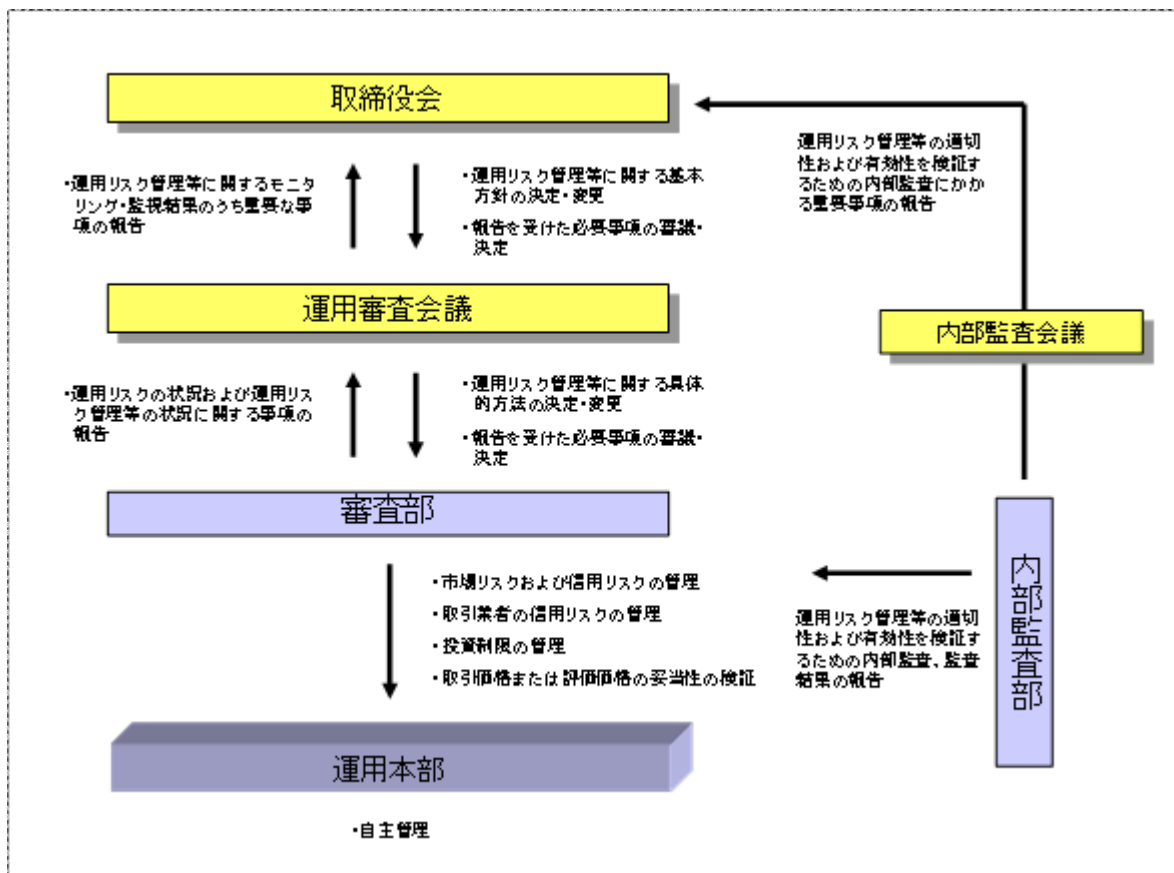 取締役会
・運用リスク管理等に関するモニタ
リング・監視結果のうち重要な事
項の報告
・運用リスク管理等に関する基本
方針の決定・変更
・報告を受けた必要事項の審議・
決定
運用リスク管理等の適切
性および有効性を検証す
るための内部監査にかか
る重要事項の報告
運用審査会議
内部監査会議
・運用リスクの状況および運用リス
ク管理等の状況に関する事項の
報告
・運用リスク管理等に関する具体
的方法の決定・変更
・報告を受けた必要事項の審議・
決定
審査部
・市場リスクおよび信用リスクの管理
・取引業者の信用リスクの管理
・投資制限の管理
・取引価格または評価価格の妥当性の検証
運用リスク管理等の適切
性および有効性を検証す
るための内部監査、監査
結果の報告
内部監査部
運用本部
・自主管理